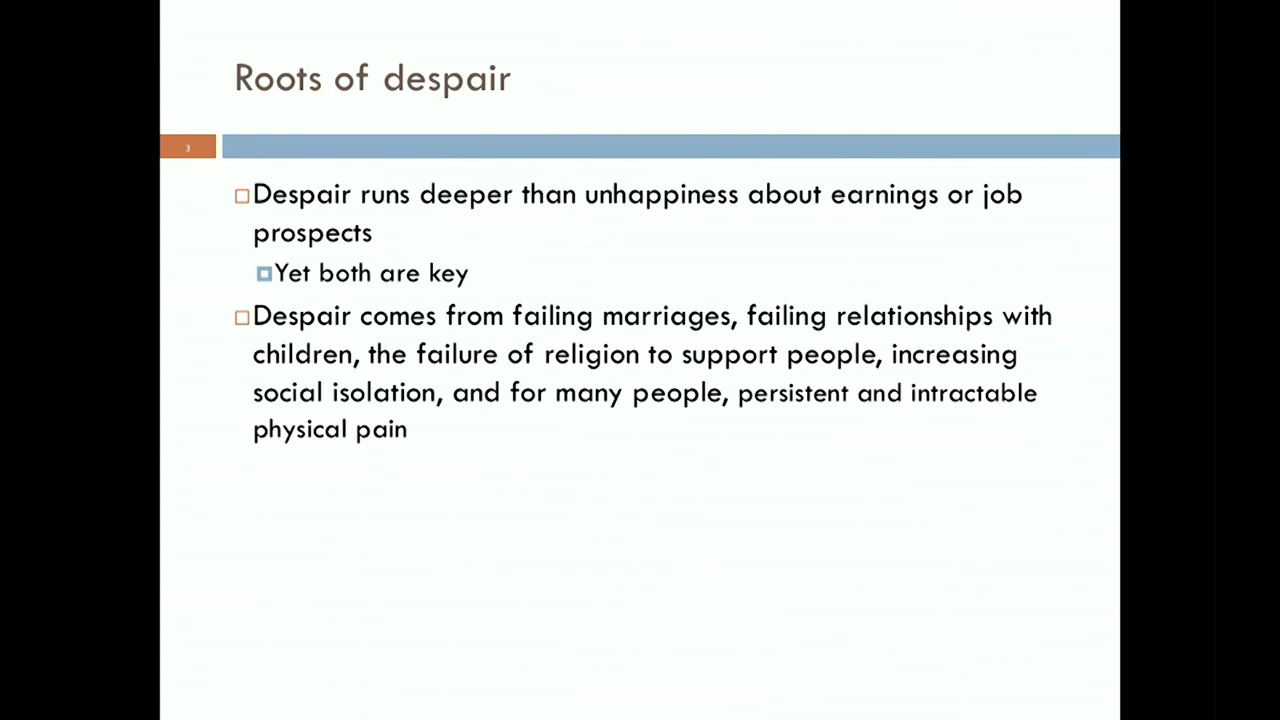 Roots of despair
3
Despair runs deeper than unhappiness about earnings or job
prospects
Yet both are key
Despair comes from failing marriages, failing relationships with
children, the failure of religion to support people, increasing
social isolation, and for many people, persistent and intractable
physical pain